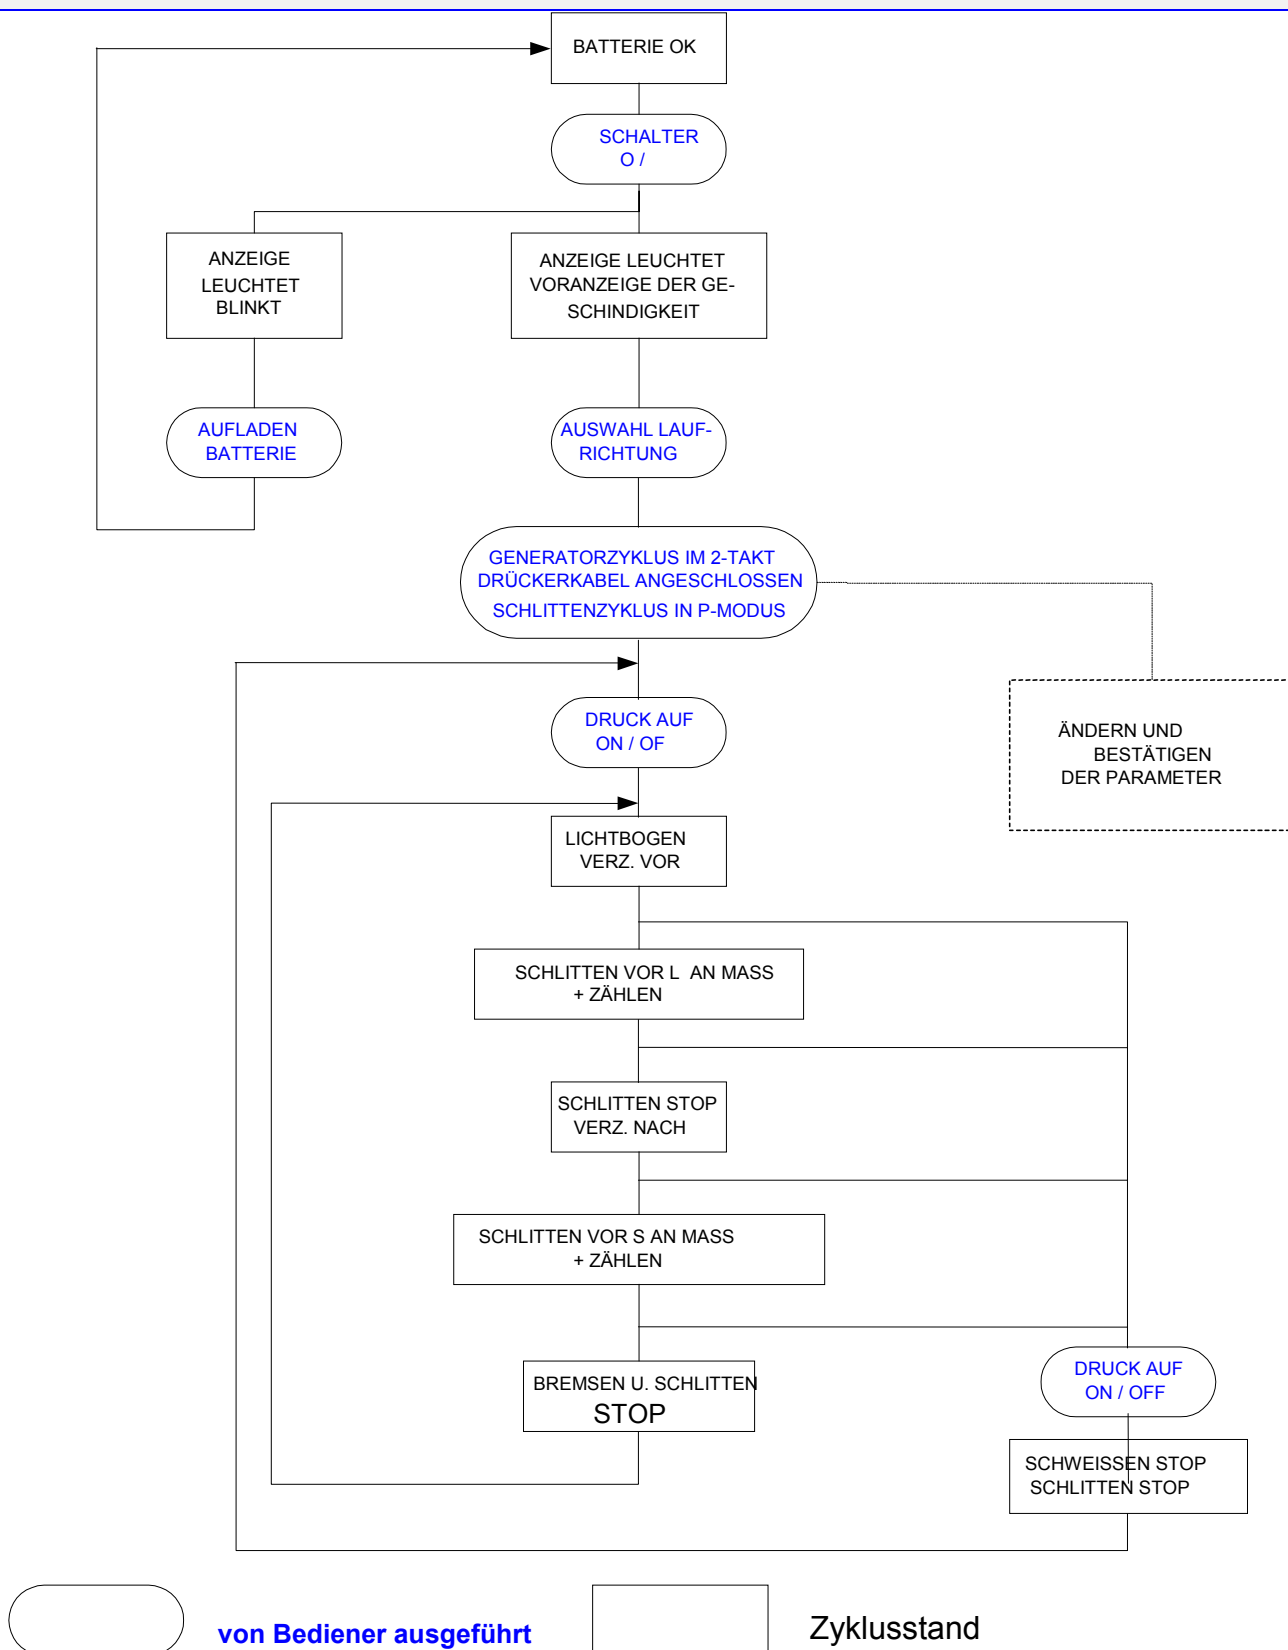 BATTERIE OK
SCHALTER
O /
ANZEIGE
LEUCHTET
BLINKT
ANZEIGE LEUCHTET
VORANZEIGE DER GE-
SCHINDIGKEIT
AUFLADEN
BATTERIE
AUSWAHL LAUF-
RICHTUNG
GENERATORZYKLUS IM 2-TAKT
DRÜCKERKABEL ANGESCHLOSSEN
SCHLITTENZYKLUS IN P-MODUS
DRUCK AUF
ON / OF
ÄNDERN UND
BESTÄTIGEN
DER PARAMETER
LICHTBOGEN
VERZ. VOR
SCHLITTEN VOR L AN MASS
+ ZÄHLEN
SCHLITTEN STOP
VERZ. NACH
SCHLITTEN VOR S AN MASS
+ ZÄHLEN
BREMSEN U. SCHLITTEN
STOP
DRUCK AUF
ON / OFF
SCHWEISSEN STOP
SCHLITTEN STOP
von Bediener ausgeführt
Zyklusstand